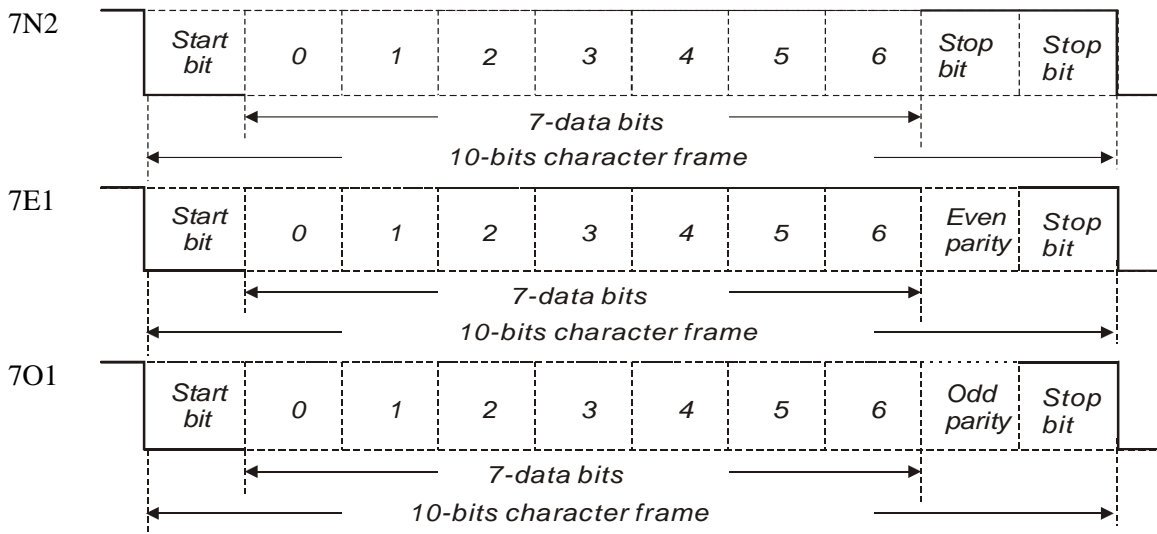 7N2
Start bit 0 1 2 3 4 5 6 Stop bit Stop bit
7-data bits
10-bits character frame
7E1
Start bit 0 1 2 3 4 5 6 Even parity Stop bit
7-data bits
10-bits character frame
7O1
Start bit 0 1 2 3 4 5 6 Odd parity Stop bit
7-data bits
10-bits character frame